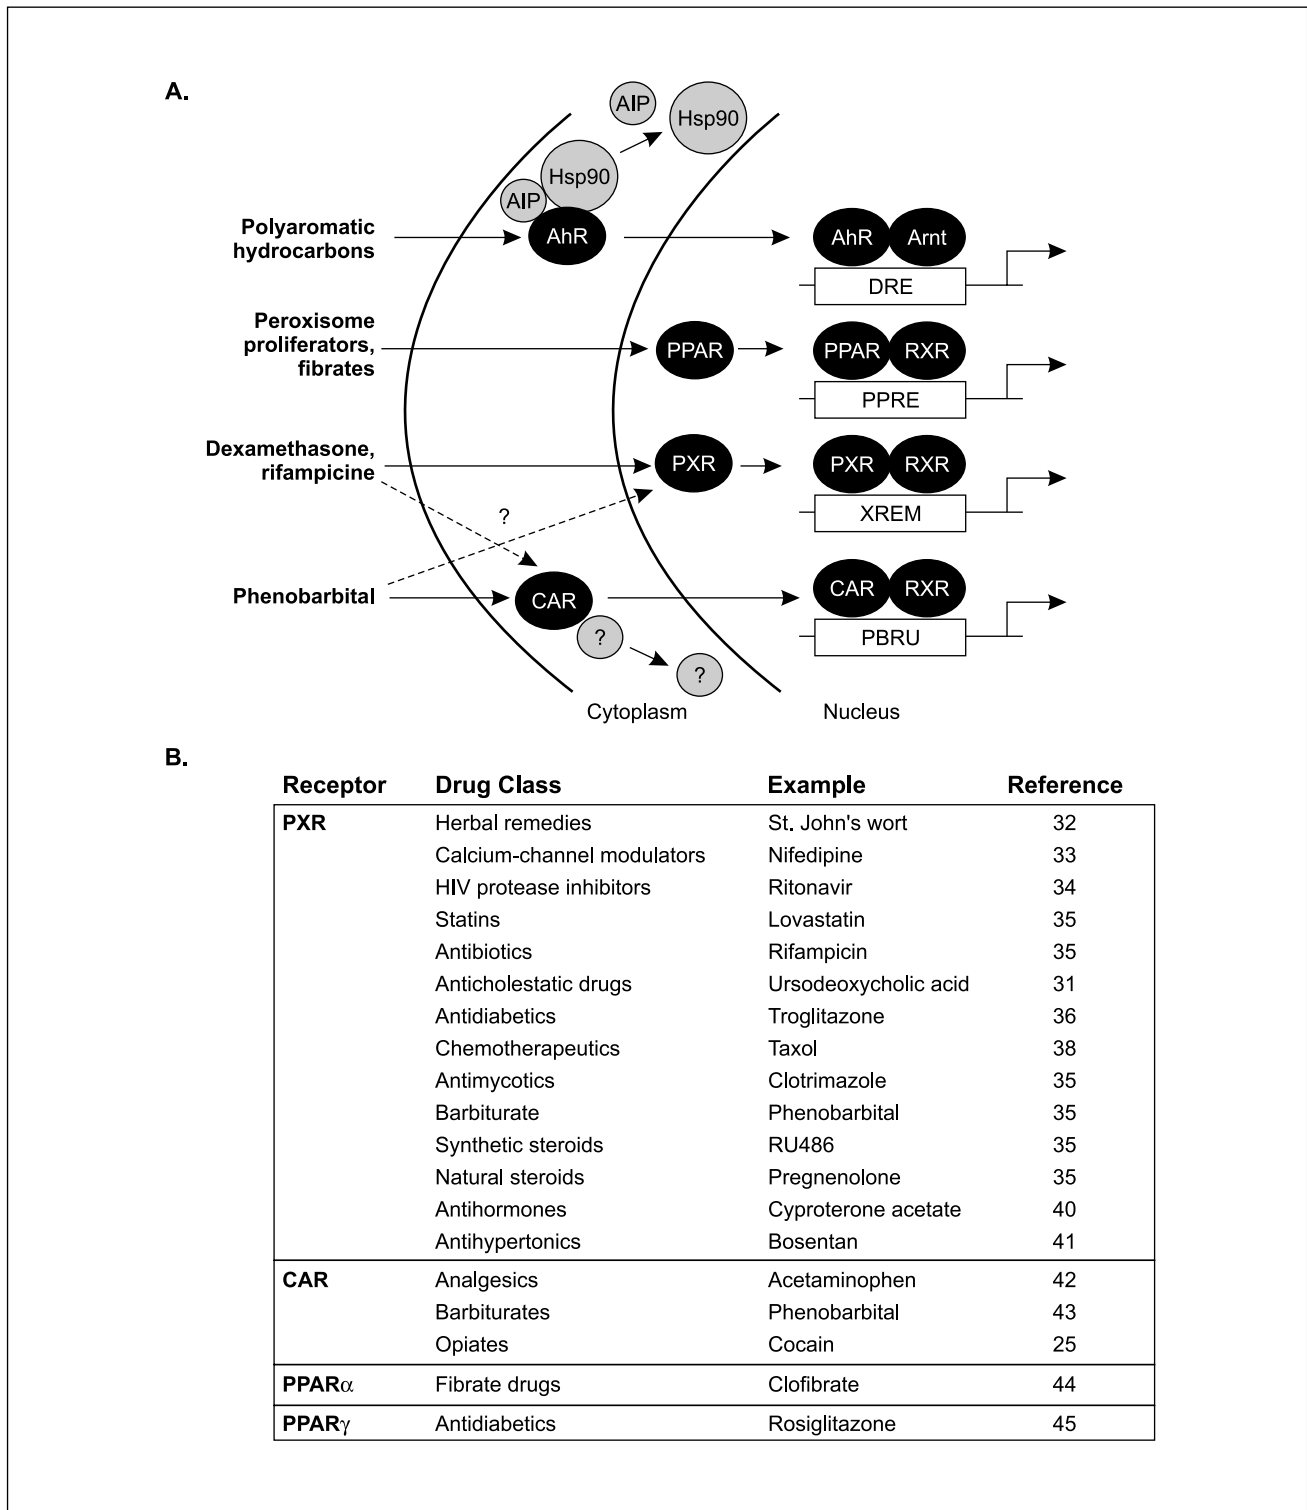 A.
AIP
Hsp90
Hsp90
AIP
Polyaromatic
hydrocarbons
AhR
AhR Arnt
DRE
Peroxisome
proliferators,
fibrates
PPAR
PPAR RXR
PPRE
Dexamethasone,
rifampicine
PXR
PXR RXR
XREM
?
Phenobarbital
CAR
?
?
CAR RXR
PBRU
Cytoplasm Nucleus
B.
Receptor Drug Class Example Reference
PXR Herbal remedies St. John's wort 32
Calcium-channel modulators Nifedipine 33
HIV protease inhibitors Ritonavir 34
Statins Lovastatin 35
Antibiotics Rifampicin 35
Anticholestatic drugs Ursodeoxycholic acid 31
Antidiabetics Troglitazone 36
Chemotherapeutics Taxol 38
Antimycotics Clotrimazole 35
Barbiturate Phenobarbital 35
Synthetic steroids RU486 35
Natural steroids Pregnenolone 35
Antihormones Cyproterone acetate 40
Antihypertonics Bosentan 41
CAR Analgesics Acetaminophen 42
Barbiturates Phenobarbital 43
Opiates Cocain 25
PPARα Fibrate drugs Clofibrate 44
PPARγ Antidiabetics Rosiglitazone 45